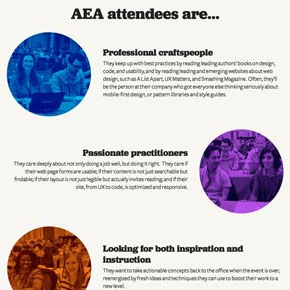 AEA attendees are...
Professional craftspeople
They keep up with best practices by reading leading authors' books on design,
code, and usability, and by reading leading and emerging websites about web
design, such as A List Apart, UX Matters, and Smashing Magazine. Often, they'll
be the person at their company who got everyone else thinking seriously about
mobile-first design, or pattern libraries and style guides.
Passionate practitioners
They care deeply about not only doing a job well, but doing it right. They care if
their web page forms are usable; if their content is not just searchable but
findable; if their layout is not just legible but actually invites reading; and if their
site, from UX to code, is optimized and responsive.
Looking for both inspiration and
instruction
They want to take actionable concepts back to the office when the event is over,
reenergized by fresh ideas and techniques they can use to boost their work to a
new level.